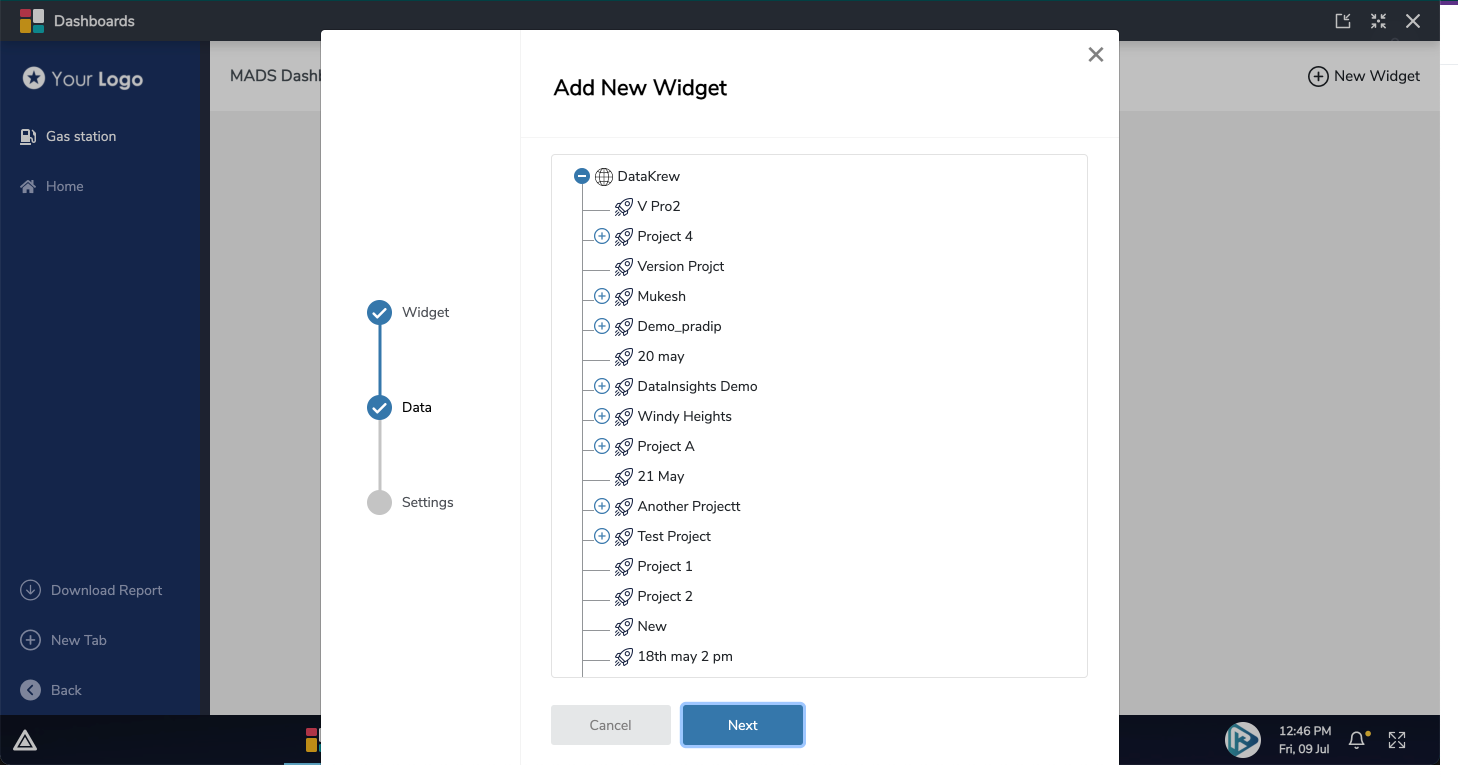 Dashboards
Your Logo
Gas station
Home
Download Report
New Tab
Back
MADS Dashb
New Widget
Widget
Data
Settings
Add New Widget
DataKrew
V Pro2
Project 4
Version Projct
Mukesh
Demo_pradip
20 may
DataInsights Demo
Windy Heights
Project A
21 May
Another Projectt
Test Project
Project 1
Project 2
New
18th may 2 pm
Cancel
Next
12:46 PM
Fri, 09 Jul